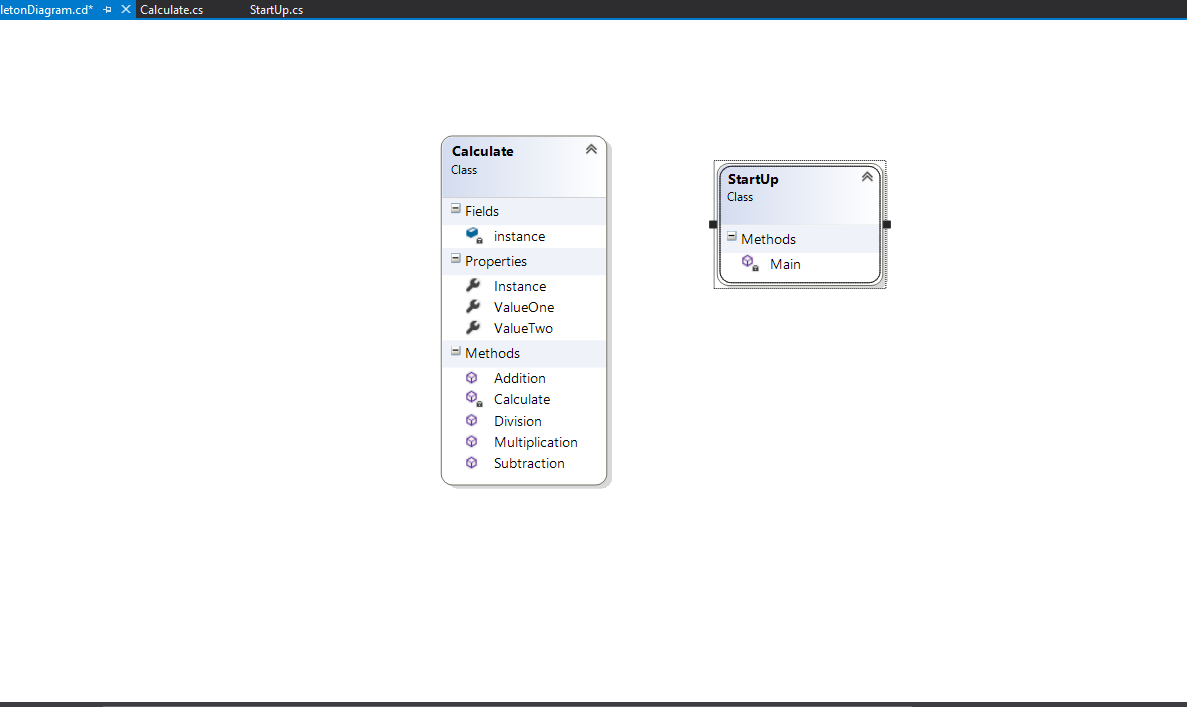 letonDiagram.cd* Calculate.cs StartUp.cs
Calculate
Class
Fields
instance
Properties
Instance
ValueOne
ValueTwo
Methods
Addition
Calculate
Division
Multiplication
Subtraction
StartUp
Class
Methods
Main